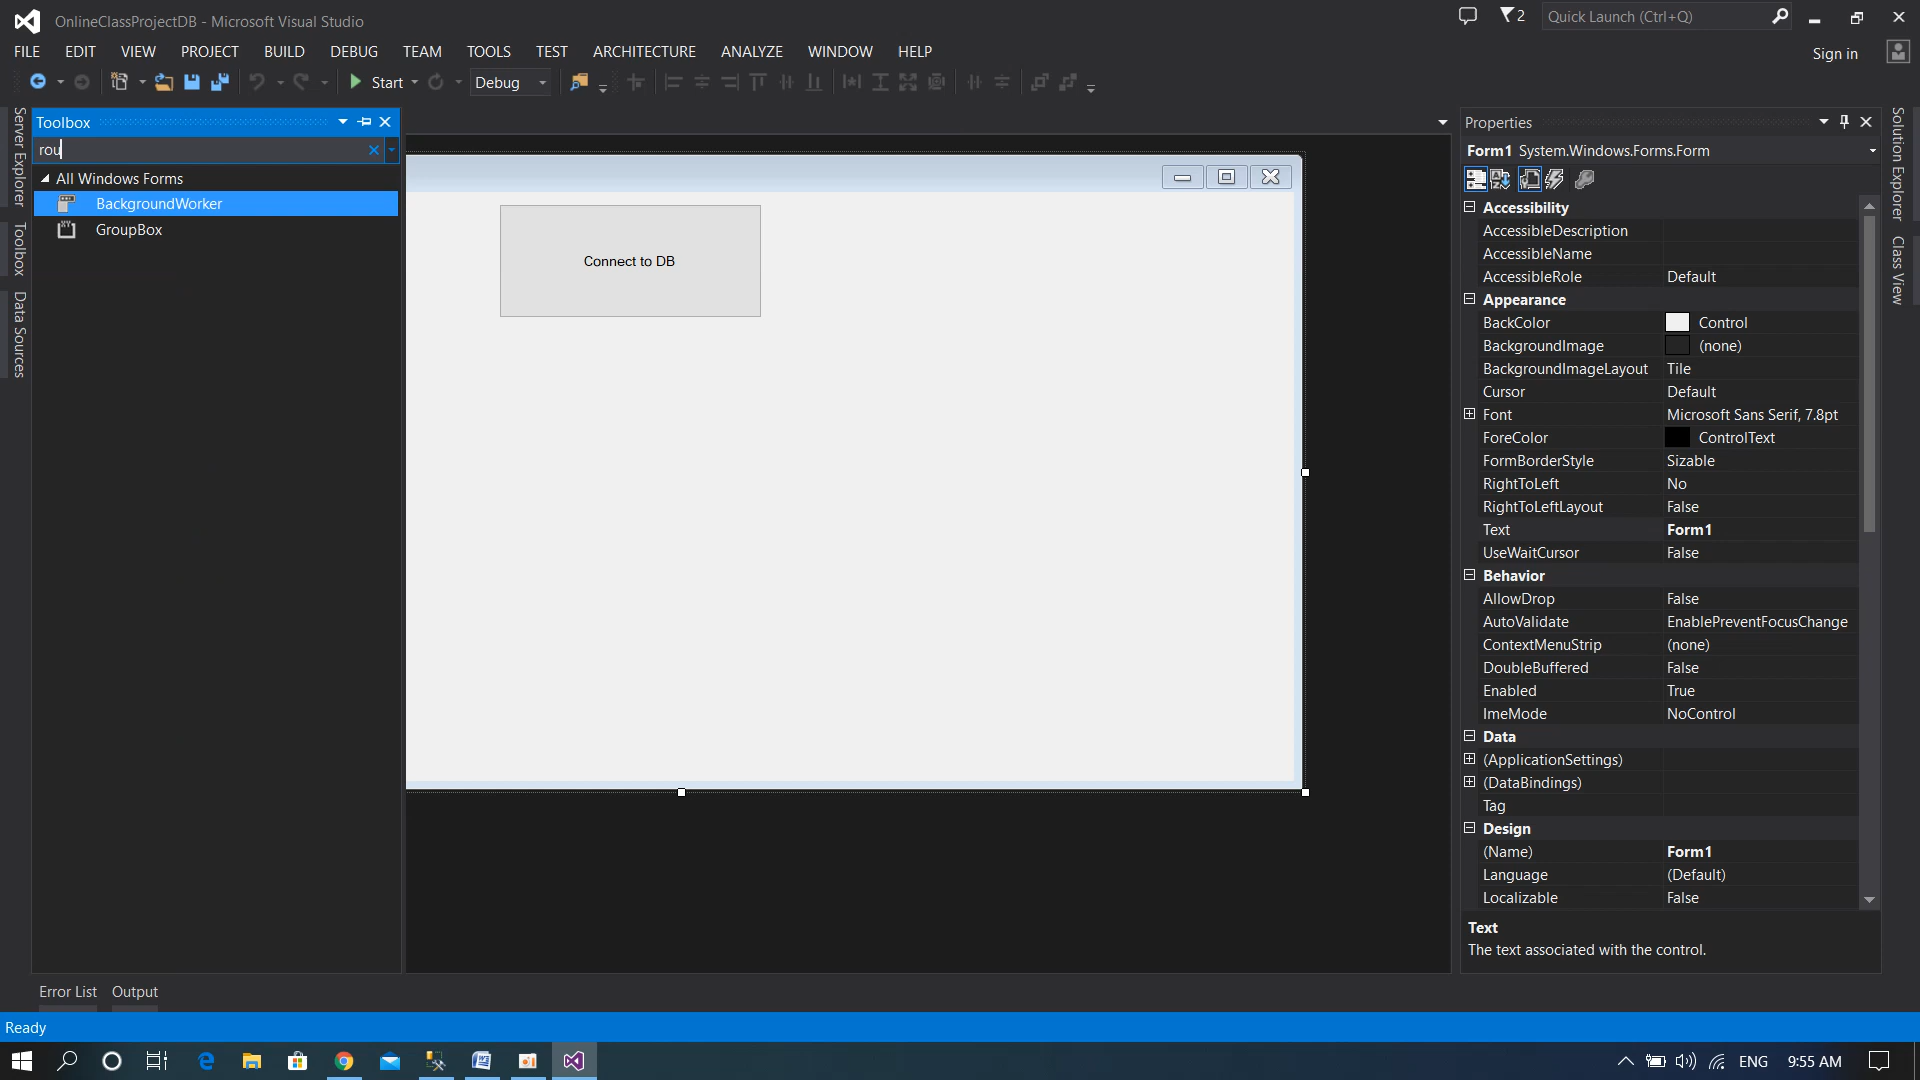 OnlineClassProjectDB - Microsoft Visual Studio
2
Quick Launch (Ctrl+Q)
FILE EDIT VIEW PROJECT BUILD DEBUG TEAM TOOLS TEST ARCHITECTURE ANALYZE WINDOW HELP
Sign in
Start
Debug
Server Explorer
Toolbox
Data Sources
Toolbox
rou
All Windows Forms
BackgroundWorker
GroupBox
Connect to DB
Properties
Form1 System.Windows.Forms.Form
Accessibility
AccessibleDescription
AccessibleName
AccessibleRole Default
Appearance
BackColor Control
BackgroundImage (none)
BackgroundImageLayout Tile
Cursor Default
Font Microsoft Sans Serif, 7.8pt
ForeColor ControlText
FormBorderStyle Sizable
RightToLeft No
RightToLeftLayout False
Text Form1
UseWaitCursor False
Behavior
AllowDrop False
AutoValidate EnablePreventFocusChange
ContextMenuStrip (none)
DoubleBuffered False
Enabled True
ImeMode NoControl
Data
(ApplicationSettings)
(DataBindings)
Tag
Design
(Name) Form1
Language (Default)
Localizable False
Text
The text associated with the control.
Solution Explorer
Class View
Error List Output
Ready
ENG 9:55 AM